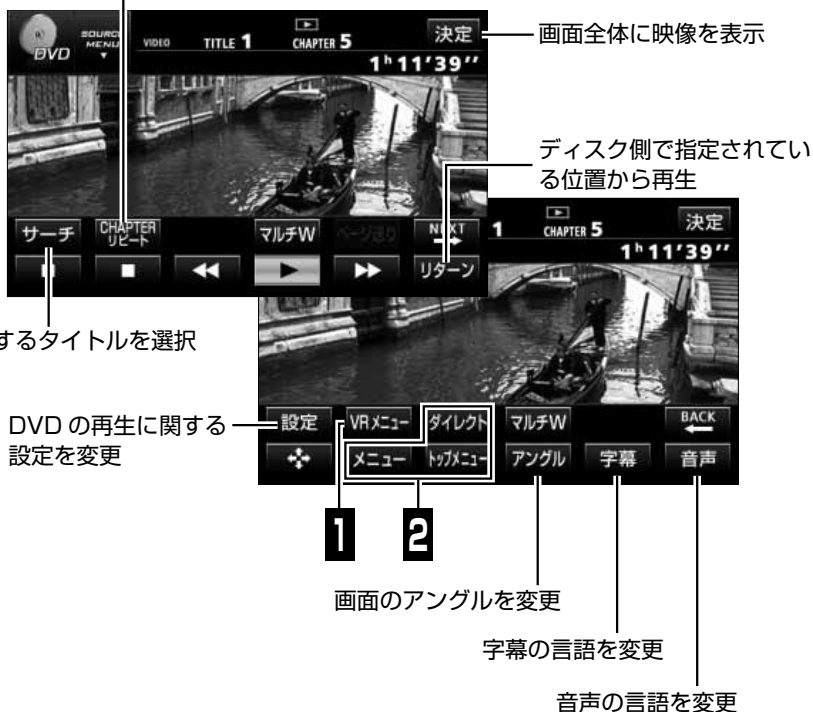 DVD
SOURCE
MENU
VIDEO TITLE 1 CHAPTER 5 決定
1h11'39''
画面全体に映像を表示
ディスク側で指定されてい
る位置から再生
サーチ CHAPTER
リピート マルチW ページ送り NEXT
リターン
するタイトルを選択
1 CHAPTER 5 決定
1h11'39''
DVD の再生に関する
設定を変更
設定 VRメニュー ダイレクト マルチW BACK
メニュー トップメニュー アングル 字幕 音声
1 2
画面のアングルを変更
字幕の言語を変更
音声の言語を変更